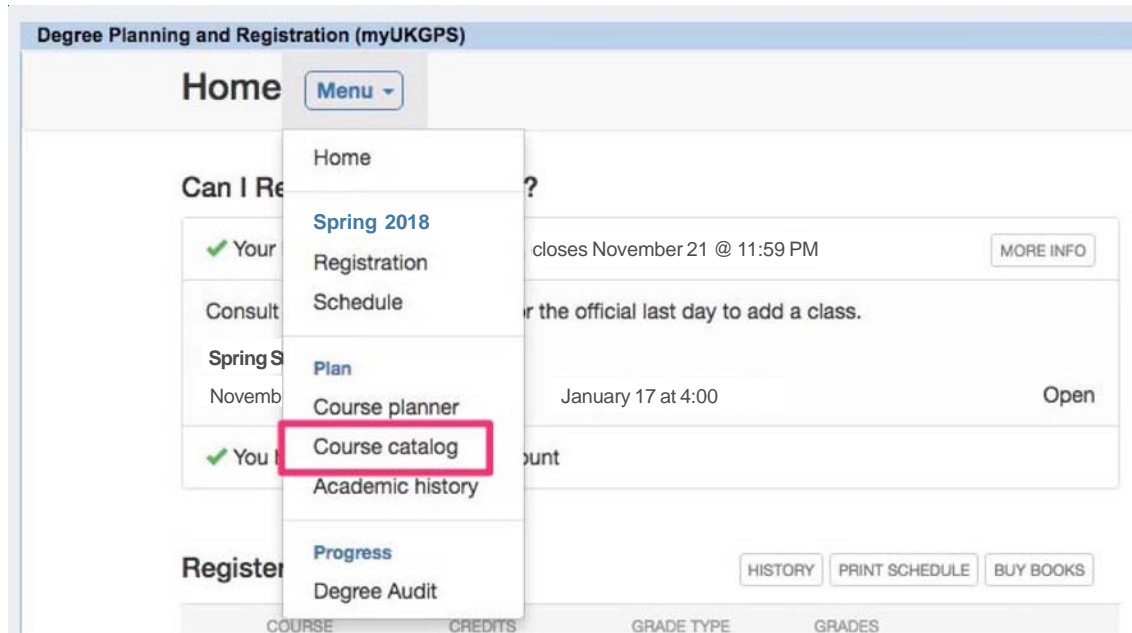 Degree Planning and Registration (myUKGPS)
Home Menu
Home
Can I Re ?
Spring 2018
Your closes November 21 @ 11:59 PM MORE INFO
Registration
Schedule
Consult r the official last day to add a class.
Spring S
Plan
Novemb January 17 at 4:00 Open
Course planner
Course catalog
You h ount
Academic history
Progress
Register HISTORY PRINT SCHEDULE BUY BOOKS
Degree Audit
COURSE CREDITS GRADE TYPE GRADES